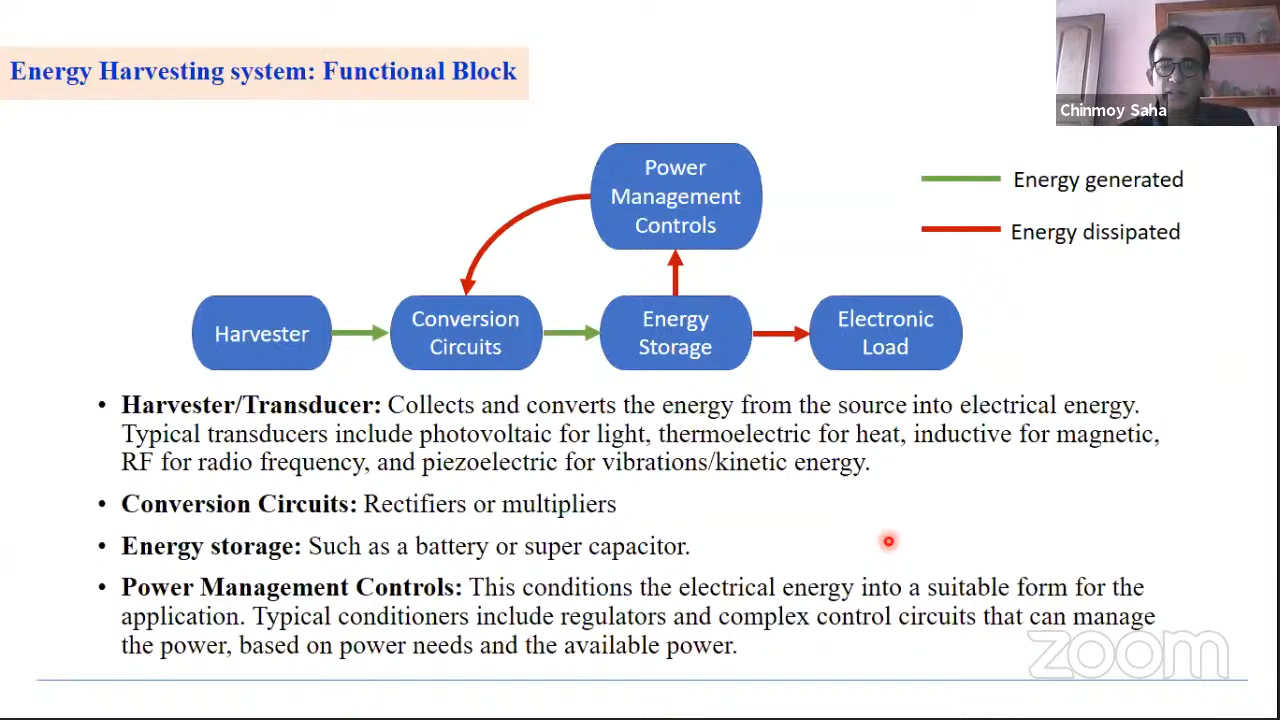 Energy Harvesting system: Functional Block
Chinmoy Saha
Power
Management
Controls
Energy generated
Energy dissipated
Harvester
Conversion
Circuits
Energy
Storage
Electronic
Load
• Harvester/Transducer: Collects and converts the energy from the source into electrical energy.
Typical transducers include photovoltaic for light, thermoelectric for heat, inductive for magnetic,
RF for radio frequency, and piezoelectric for vibrations/kinetic energy.
• Conversion Circuits: Rectifiers or multipliers
• Energy storage: Such as a battery or super capacitor.
• Power Management Controls: This conditions the electrical energy into a suitable form for the
application. Typical conditioners include regulators and complex control circuits that can manage
the power, based on power needs and the available power.
zoom